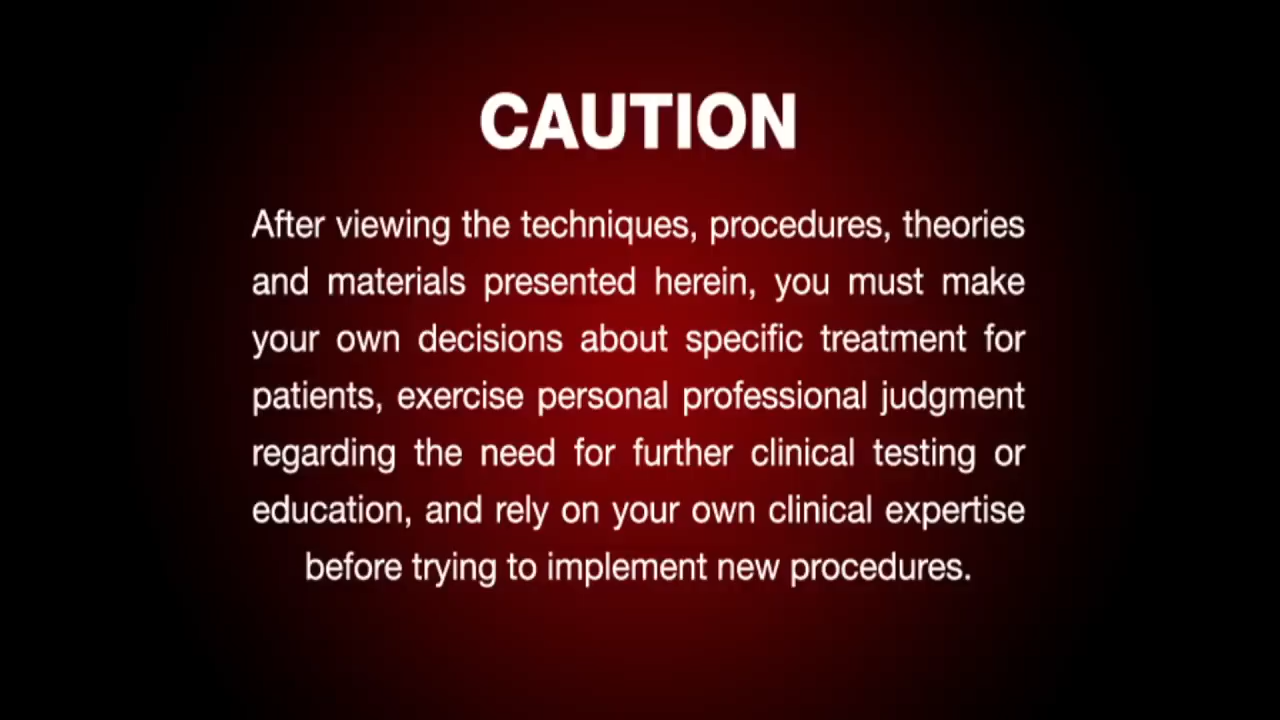 CAUTION
After viewing the techniques, procedures, theories
and materials presented herein, you must make
your own decisions about specific treatment for
patients, exercise personal professional judgment
regarding the need for further clinical testing or
education, and rely on your own clinical expertise
before trying to implement new procedures.